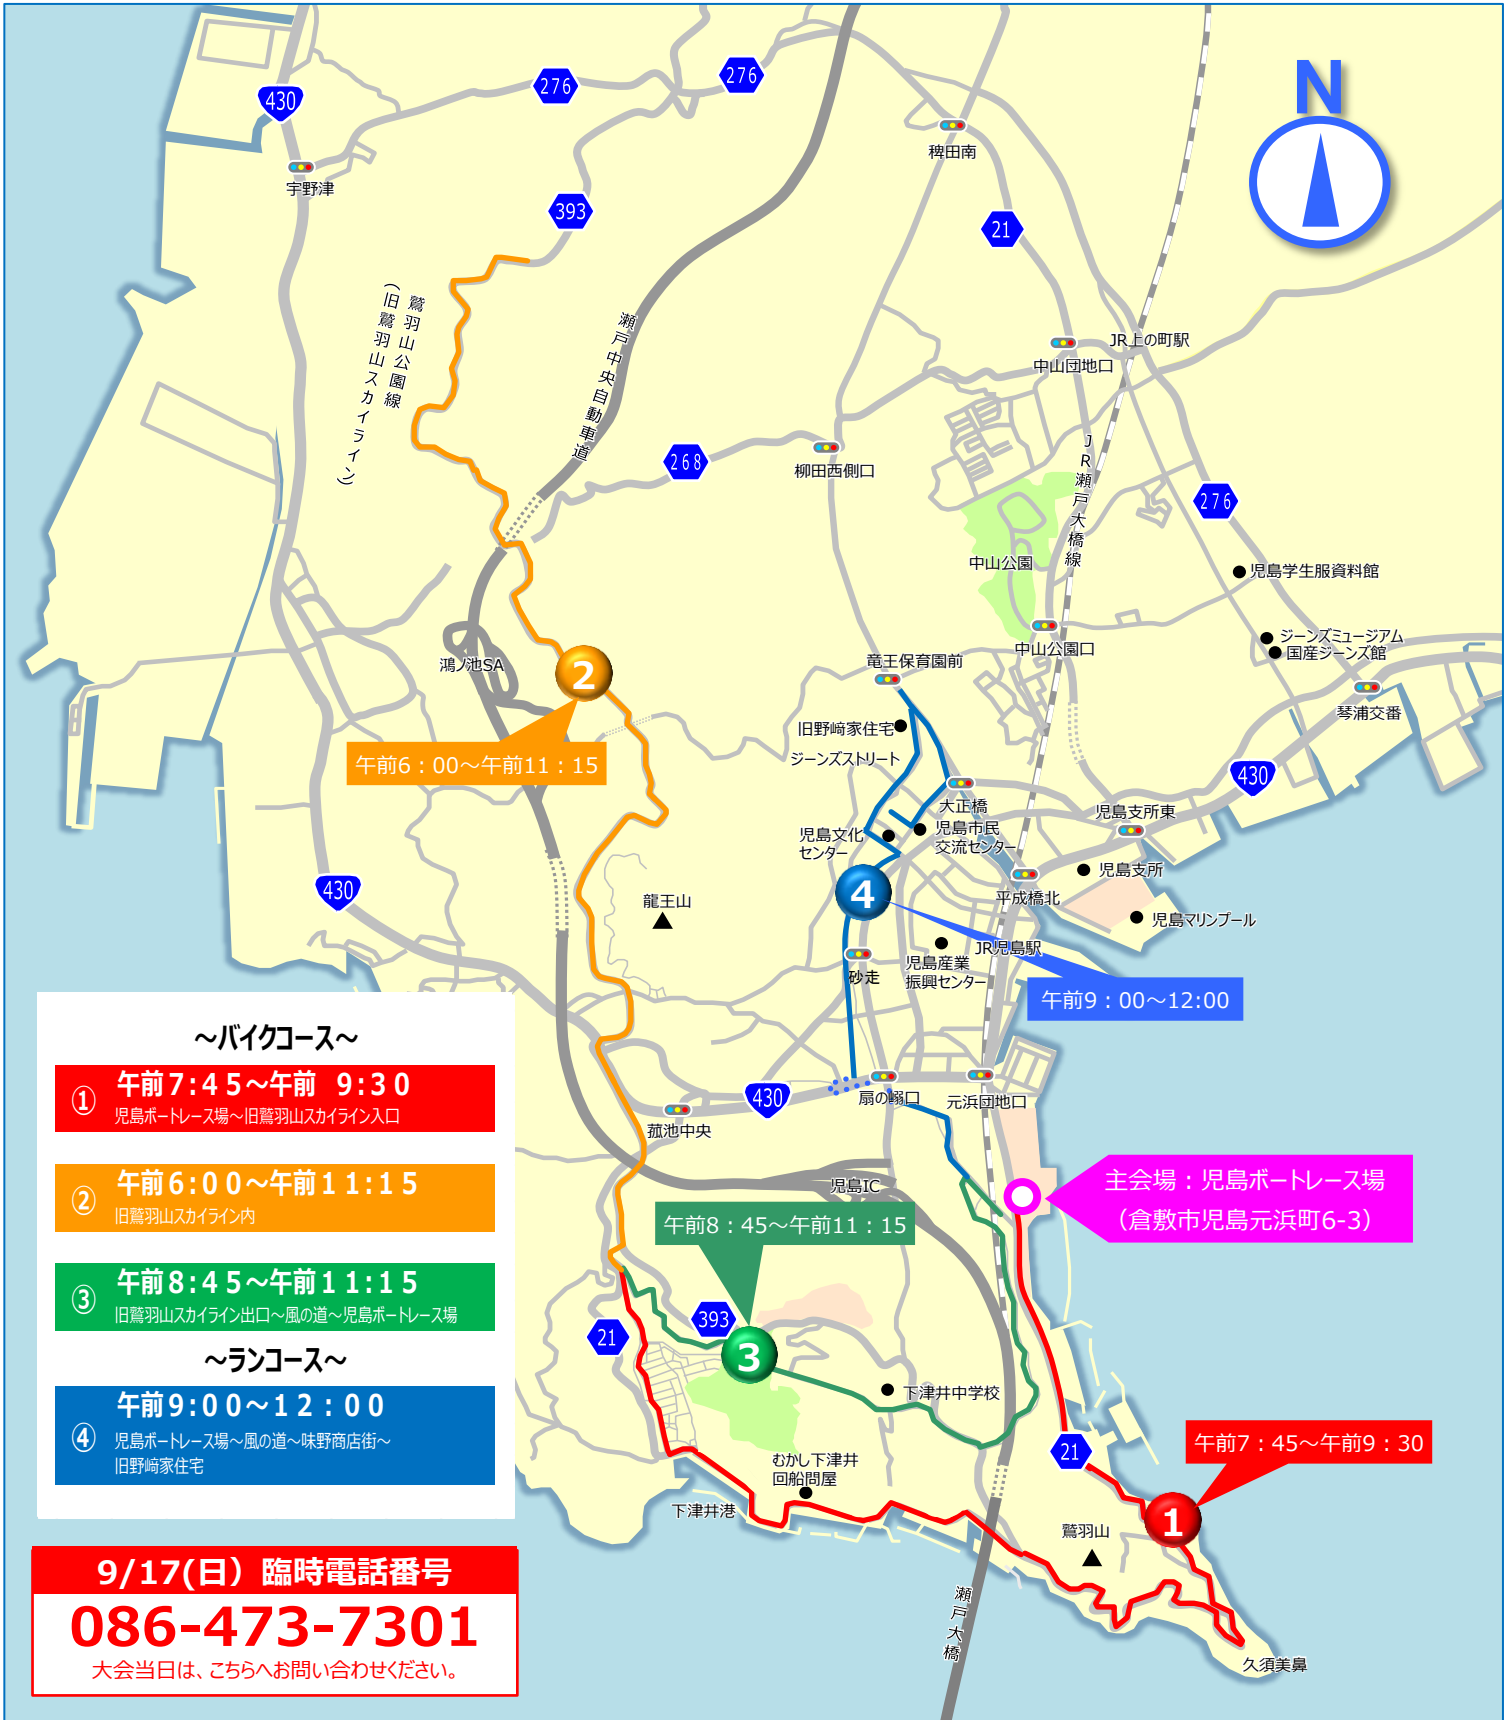 N
276
276
430
稗田南
宇野津
393
21
鷲羽山公園線
(旧鷲羽山スカイライン)
瀬戸中央自動車道
JR上の町駅
中山団地口
268
柳田西側口
JR瀬戸大橋線
276
中山公園
児島学生服資料館
ジーンズミュージアム
国産ジーンズ館
中山公園口
鴻ノ池SA
2
竜王保育園前
琴浦交番
旧野﨑家住宅
ジーンズストリート
午前6：00～午前11：15
430
大正橋
児島支所東
児島文化
センター
児島市民
交流センター
児島支所
430
龍王山
4
平成橋北
児島マリンプール
JR児島駅
児島産業
振興センター
砂走
午前9：00～12:00
～バイクコース～
① 午前7:45～午前 9:30
児島ボートレース場～旧鷲羽山スカイライン入口
② 午前6:00～午前11:15
旧鷲羽山スカイライン内
③ 午前8:45～午前11:15
旧鷲羽山スカイライン出口～風の道～児島ボートレース場
～ランコース～
④ 午前9:00～12：00
児島ボートレース場～風の道～味野商店街～
旧野﨑家住宅
430
扇の嵶口
元浜団地口
菰池中央
児島IC
主会場：児島ボートレース場
（倉敷市児島元浜町6-3）
午前8：45～午前11：15
393
21
3
下津井中学校
21
午前7：45～午前9：30
むかし下津井
回船問屋
下津井港
1
鷲羽山
瀬戸大橋
久須美鼻
9/17(日）臨時電話番号
086-473-7301
大会当日は、こちらへお問い合わせください。